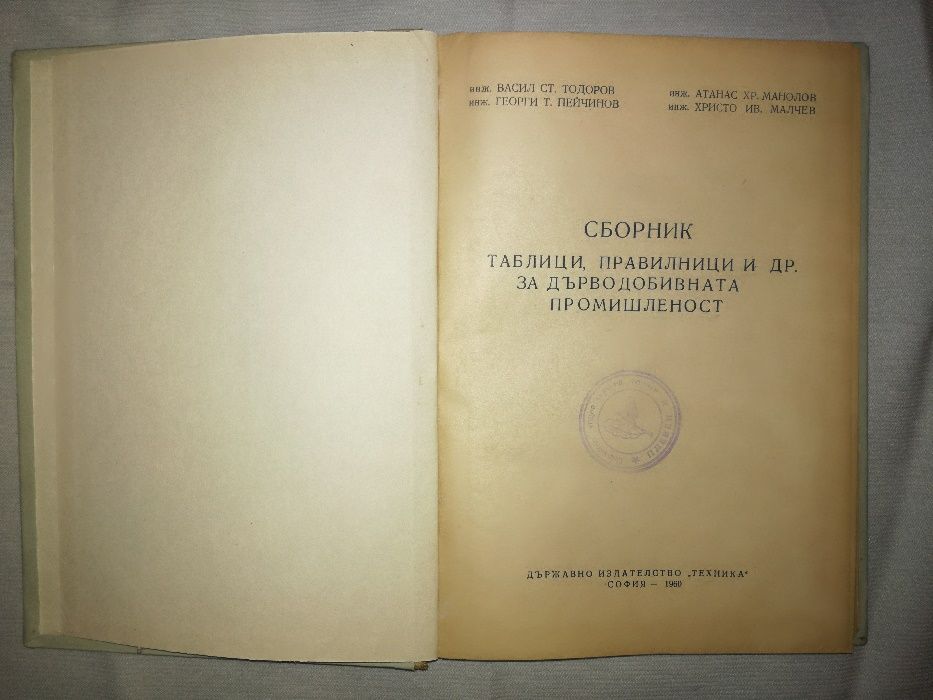 инж. ВАСИЛ СТ. ТОДОРОВ
инж. ГЕОРГИ Т. ПЕЙЧИНОВ
инж. АТАНАС ХР. МАНОЛОВ
инж. ХРИСТО ИВ. МАЛЧЕВ
СБОРНИК
ТАБЛИЦИ, ПРАВИЛНИЦИ И ДР.
ЗА ДЪРВОДОБИВНАТА
ПРОМИШЛЕНОСТ
ДЪРЖАВНО ИЗДАТЕЛСТВО „ТЕХНИКА“
СОФИЯ — 1960